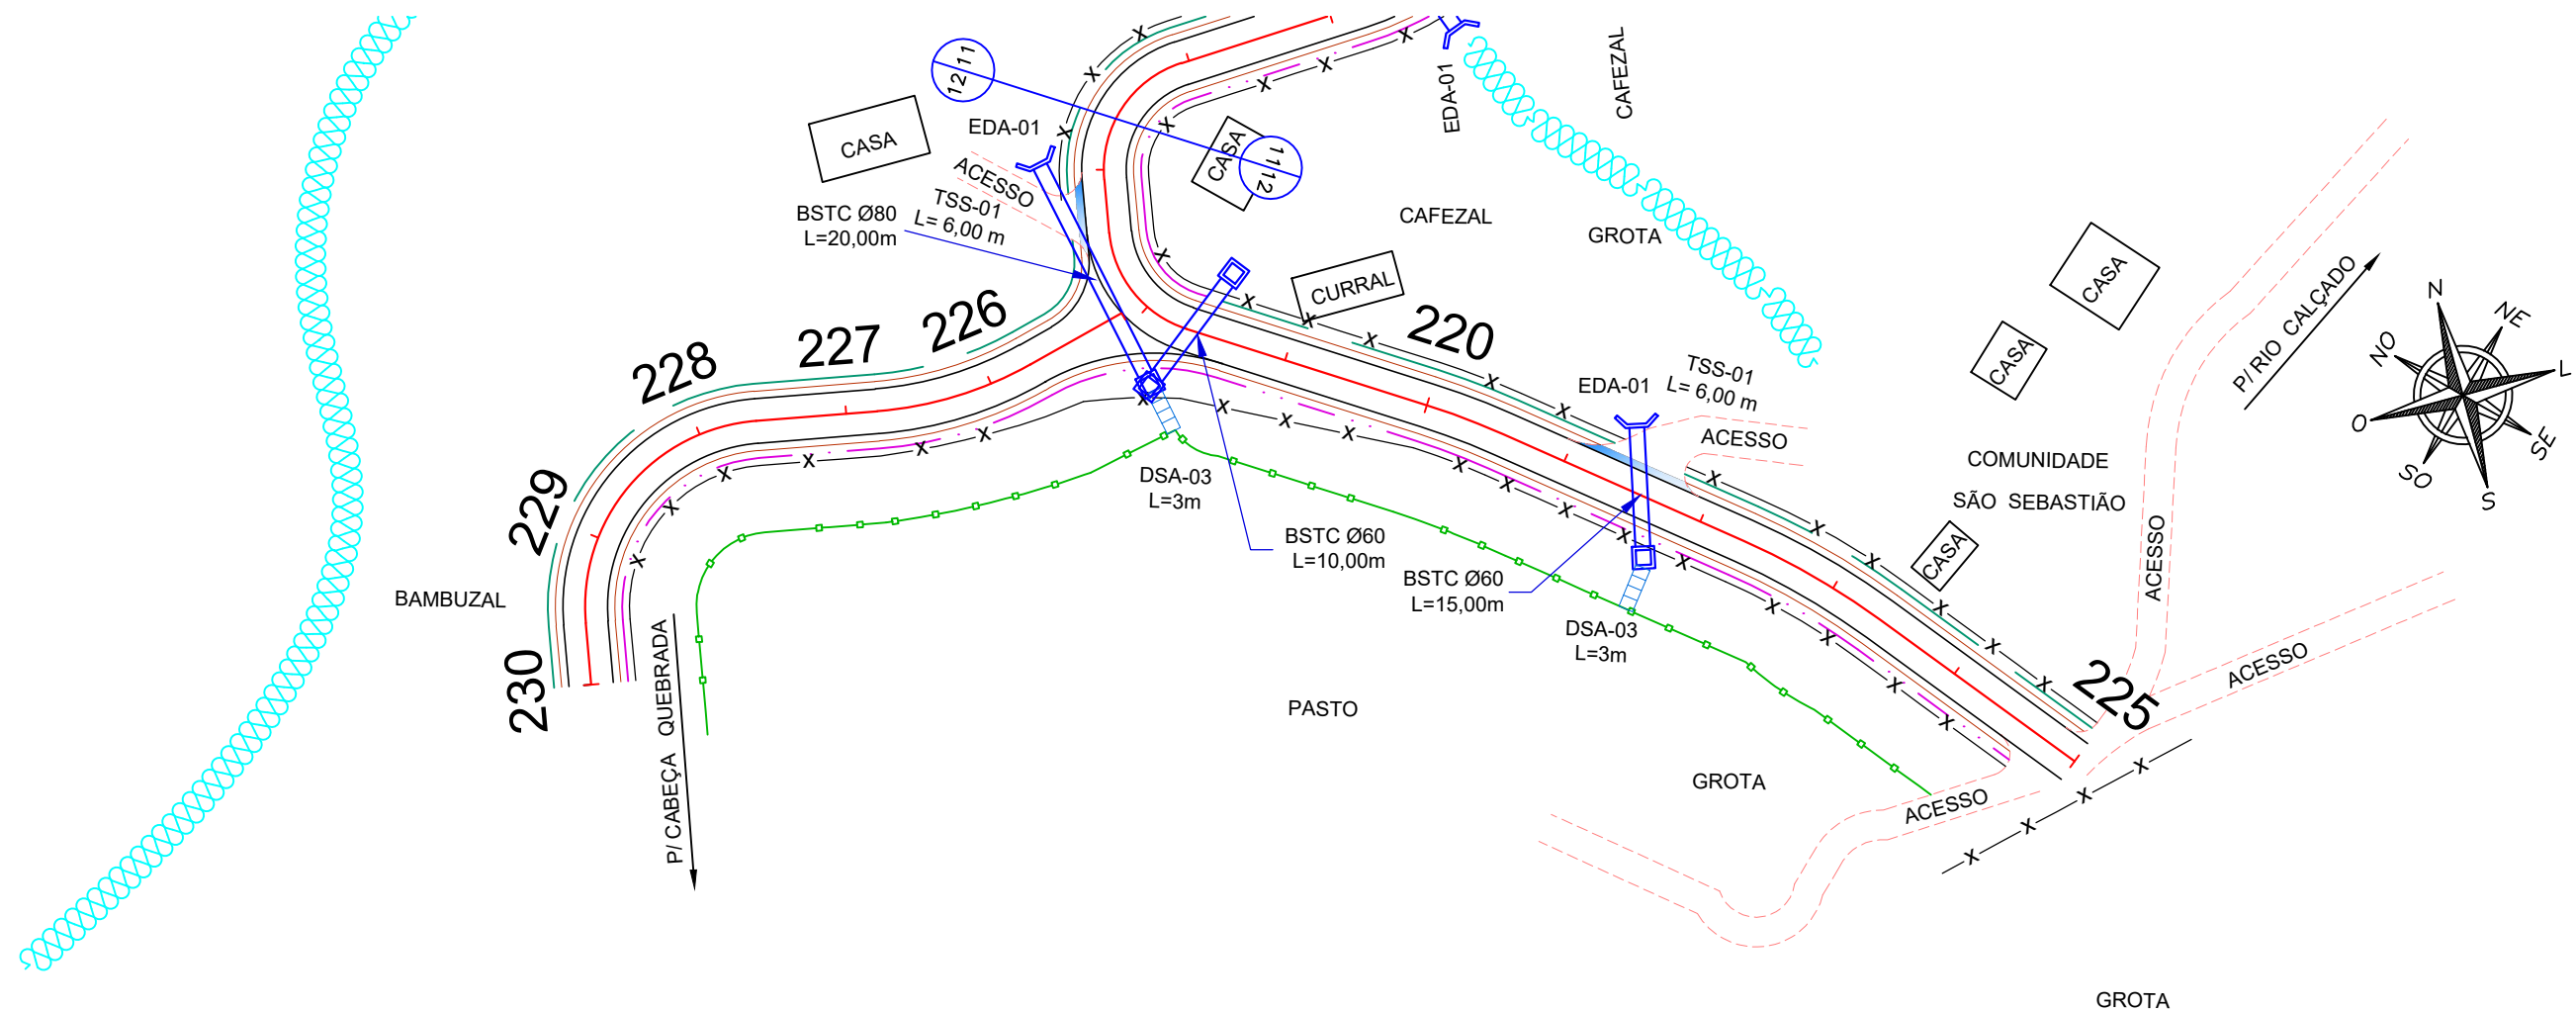 12 11
11 12
CASA
EDA-01
ACESSO
TSS-01
L= 6,00 m
BSTC Ø80
L=20,00m
CASA
EDA-01
CAFEZAL
CAFEZAL
GROTA
CURRAL
220
226
227
228
229
230
BAMBUZAL
P/ CABEÇA QUEBRADA
DSA-03
L=3m
BSTC Ø60
L=10,00m
BSTC Ø60
L=15,00m
EDA-01
TSS-01
L= 6,00 m
ACESSO
DSA-03
L=3m
PASTO
GROTA
ACESSO
225
CASA
CASA
CASA
COMUNIDADE
SÃO SEBASTIÃO
ACESSO
ACESSO
P/ RIO CALÇADO
N
NE
L
SE
S
SO
O
NO
GROTA